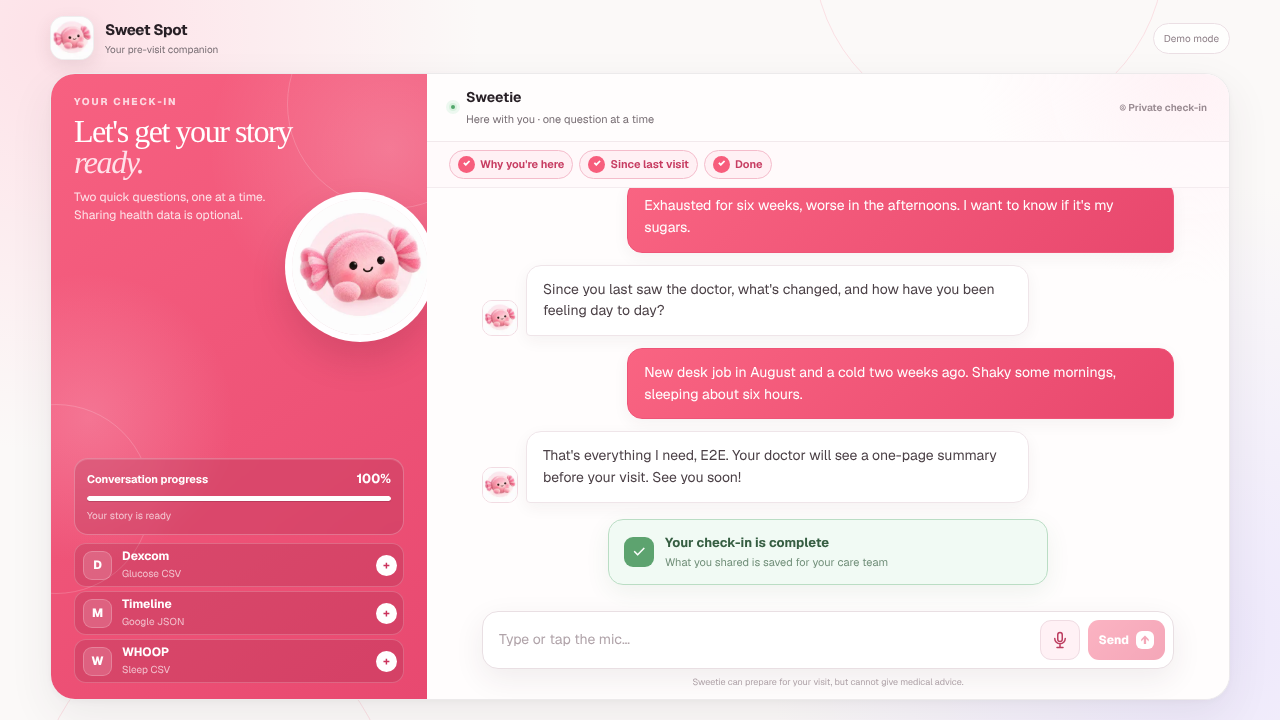 Sweet Spot
Your pre-visit companion
Demo mode
YOUR CHECK-IN
Let's get your story
ready.
Two quick questions, one at a time.
Sharing health data is optional.
Conversation progress
100%
Your story is ready
D
Dexcom
Glucose CSV
+
M
Timeline
Google JSON
+
W
WHOOP
Sleep CSV
+
Sweetie
Here with you · one question at a time
Private check-in
Why you're here
Since last visit
Done
Exhausted for six weeks, worse in the afternoons. I want to know if it's my
sugars.
Since you last saw the doctor, what's changed, and how have you been
feeling day to day?
New desk job in August and a cold two weeks ago. Shaky some mornings,
sleeping about six hours.
That's everything I need, E2E. Your doctor will see a one-page summary
before your visit. See you soon!
Your check-in is complete
What you shared is saved for your care team
Type or tap the mic…
Send
Sweetie can prepare for your visit, but cannot give medical advice.